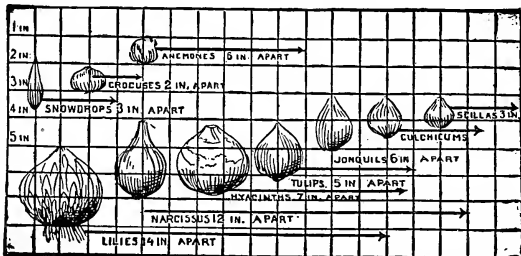 1 IN
2 IN.
3 IN
4 IN
5 IN
ANEMONES 6 IN. APART
CROCUSES 2 IN. APART
SNOWDROPS 3 IN. APART
SCILLAS 3 IN.
CULCHICUMS
JONQUILS 6 IN APART
TULIPS. 5 IN APART
HYACINTHS 7 IN. APART
NARCISSUS 12 IN. APART
LILIES 14 IN. APART